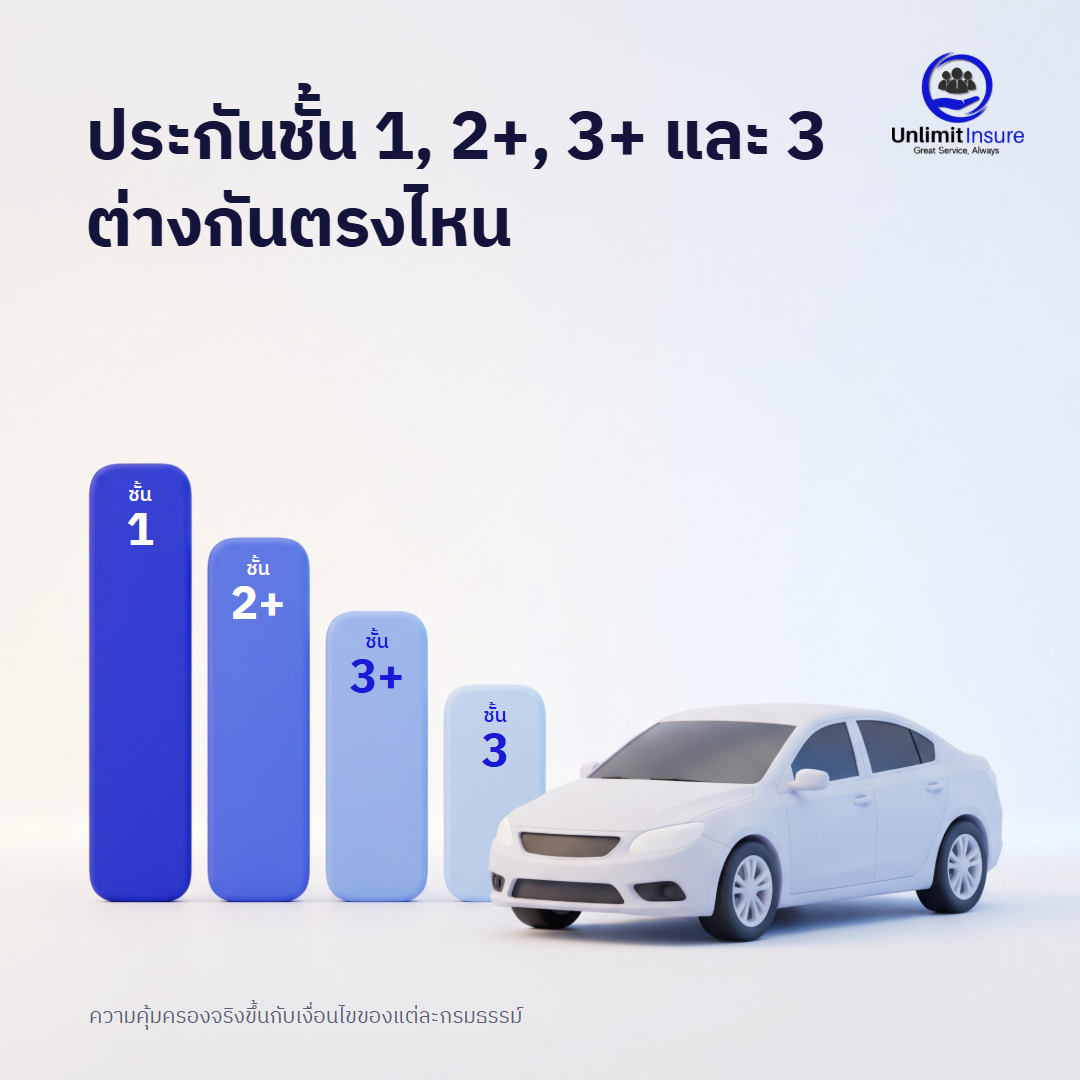 ประกันชั้น 1, 2+, 3+ และ 3
ต่างกันตรงไหน
Unlimit Insure
Great Service, Always
ชั้น
1
ชั้น
2+
ชั้น
3+
ชั้น
3
ความคุ้มครองจริงขึ้นกับเงื่อนไขของแต่ละกรมธรรม์